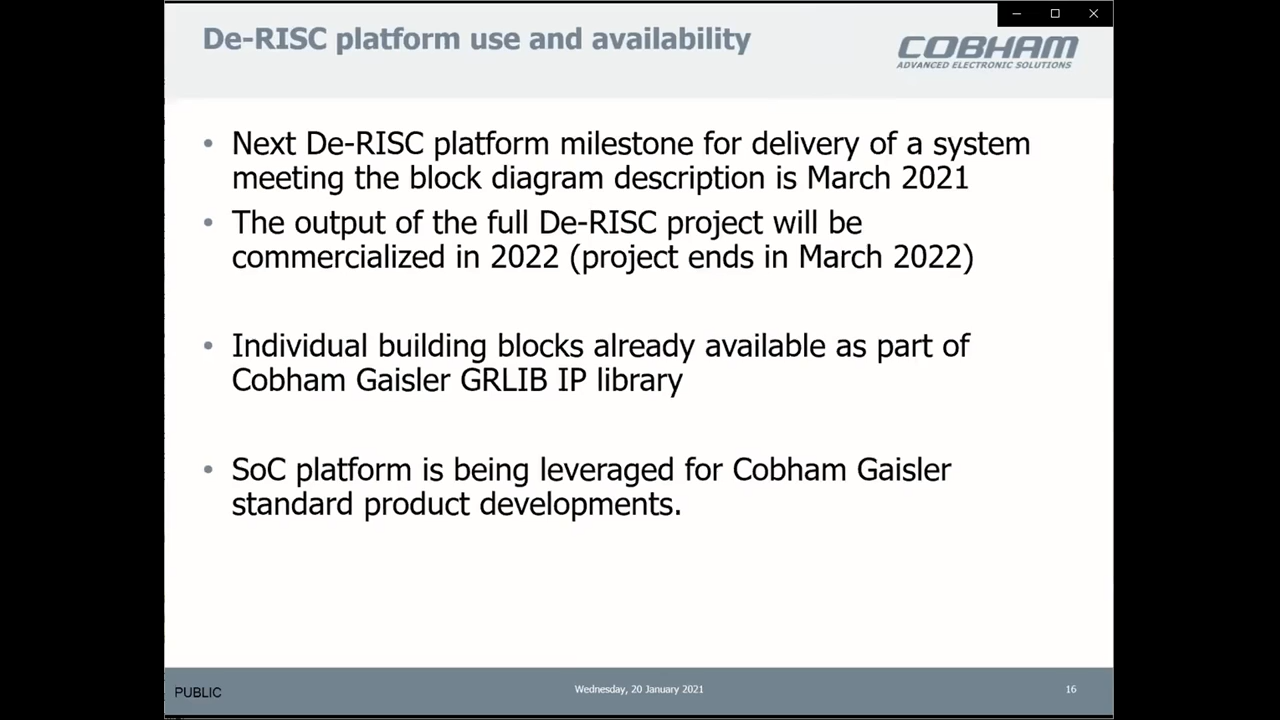 De-RISC platform use and availability
COBHAM
ADVANCED ELECTRONIC SOLUTIONS
• Next De-RISC platform milestone for delivery of a system
meeting the block diagram description is March 2021
• The output of the full De-RISC project will be
commercialized in 2022 (project ends in March 2022)
• Individual building blocks already available as part of
Cobham Gaisler GRLIB IP library
• SoC platform is being leveraged for Cobham Gaisler
standard product developments.
PUBLIC
Wednesday, 20 January 2021
16